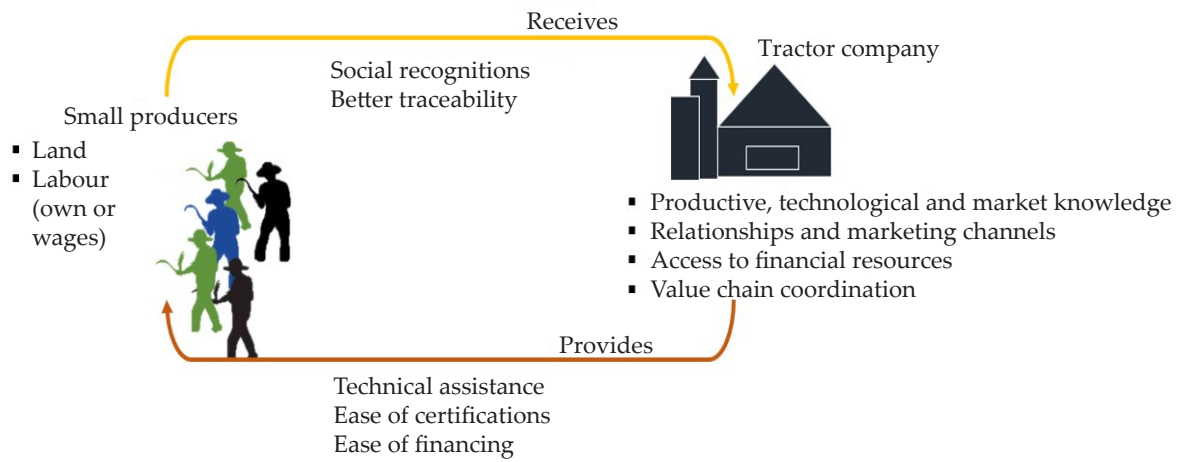 Receives
Tractor company
Social recognitions
Better traceability
Small producers
▪ Land
▪ Labour
(own or
wages)
▪ Productive, technological and market knowledge
▪ Relationships and marketing channels
▪ Access to financial resources
▪ Value chain coordination
Provides
Technical assistance
Ease of certifications
Ease of financing